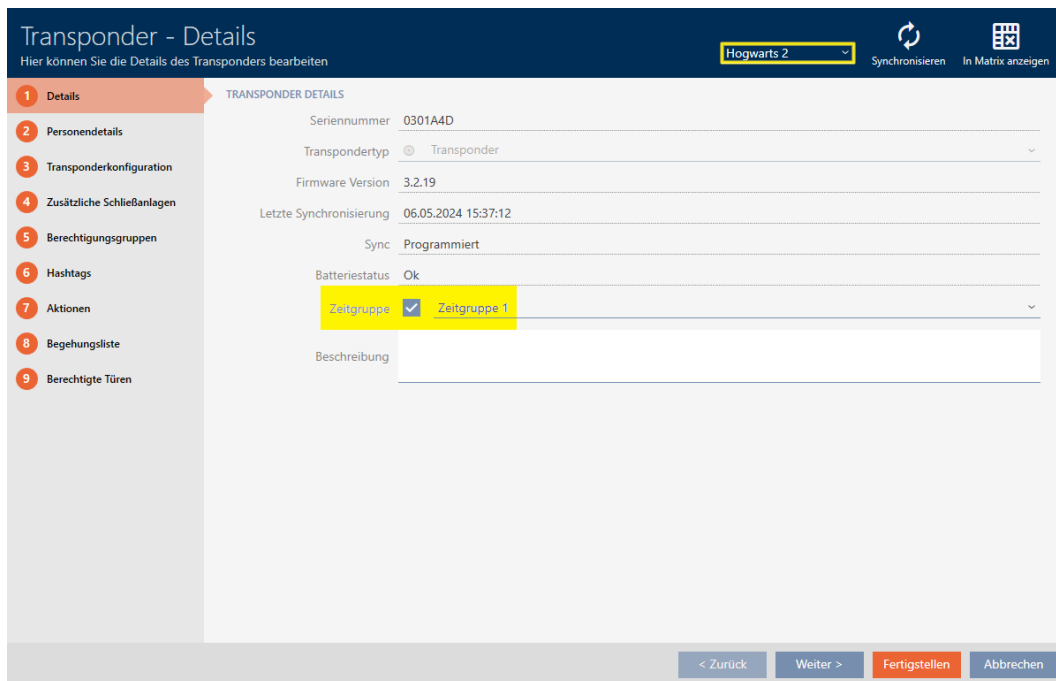 Transponder - Details
Hier können Sie die Details des Transponders bearbeiten
Hogwarts 2
Synchronisieren
In Matrix anzeigen
1 Details
2 Personendetails
3 Transponderkonfiguration
4 Zusätzliche Schließanlagen
5 Berechtigungsgruppen
6 Hashtags
7 Aktionen
8 Begehungsliste
9 Berechtigte Türen
TRANSPONDER DETAILS
Seriennummer 0301A4D
Transpondertyp Transponder
Firmware Version 3.2.19
Letzte Synchronisierung 06.05.2024 15:37:12
Sync Programmiert
Batteriestatus Ok
Zeitgruppe Zeitgruppe 1
Beschreibung
< Zurück Weiter > Fertigstellen Abbrechen